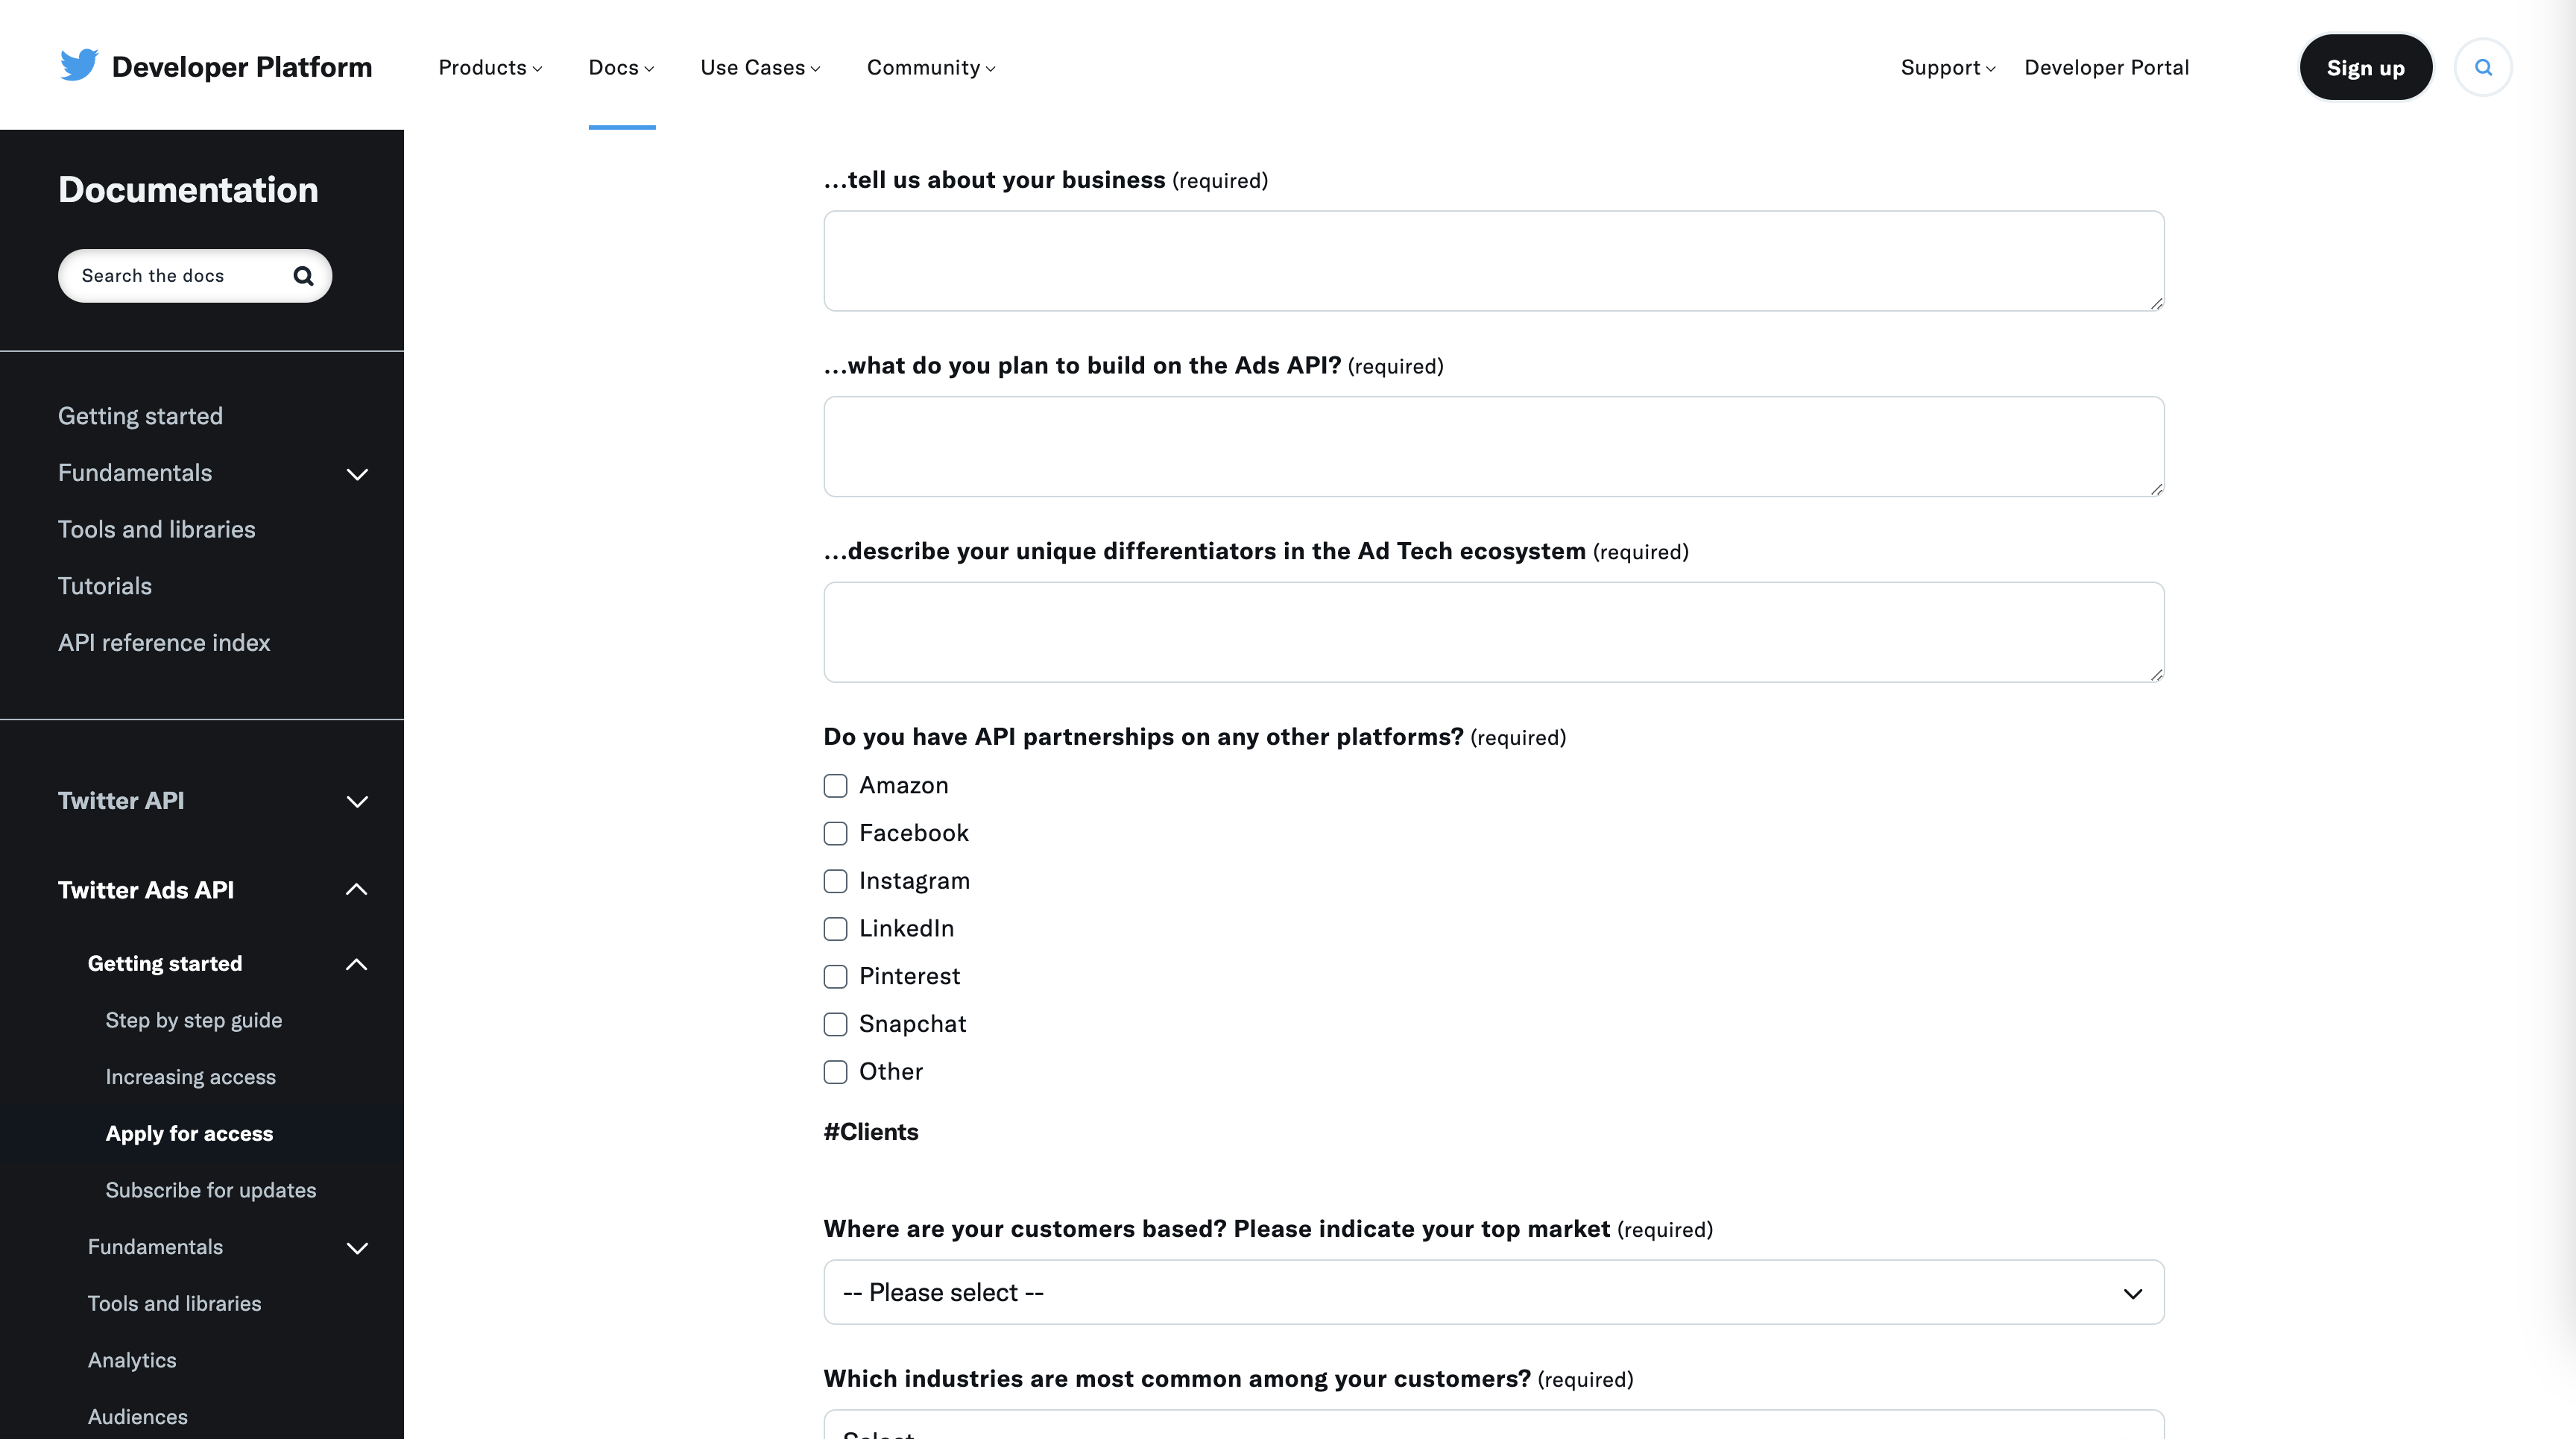 Developer Platform
Products
Docs
Use Cases
Community
Support
Developer Portal
Sign up
Documentation
Search the docs
Getting started
Fundamentals
Tools and libraries
Tutorials
API reference index
Twitter API
Twitter Ads API
Getting started
Step by step guide
Increasing access
Apply for access
Subscribe for updates
Fundamentals
Tools and libraries
Analytics
Audiences
...tell us about your business (required)
...what do you plan to build on the Ads API? (required)
...describe your unique differentiators in the Ad Tech ecosystem (required)
Do you have API partnerships on any other platforms? (required)
Amazon
Facebook
Instagram
LinkedIn
Pinterest
Snapchat
Other
#Clients
Where are your customers based? Please indicate your top market (required)
-- Please select --
Which industries are most common among your customers? (required)
Select